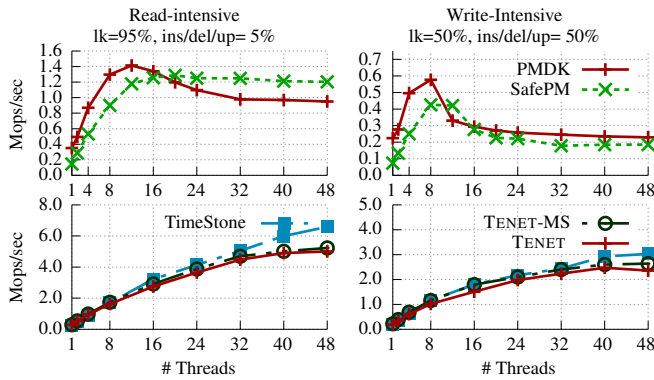 Read-intensive
lk=95%, ins/del/up= 5%
Write-Intensive
lk=50%, ins/del/up= 50%
Mops/sec
1.6
1.4
1.2
1.0
0.8
0.6
0.4
0.2
0.0
1 4 8 16 24 32 40 48
0.7
0.6
0.5
0.4
0.3
0.2
0.1
0.0
PMDK
SafePM
1 4 8 16 24 32 40 48
Mops/sec
8.0
6.0
4.0
2.0
0.0
TimeStone
1 4 8 16 24 32 40 48
# Threads
5.0
4.0
3.0
2.0
1.0
0.0
TENET-MS
TENET
1 4 8 16 24 32 40 48
# Threads